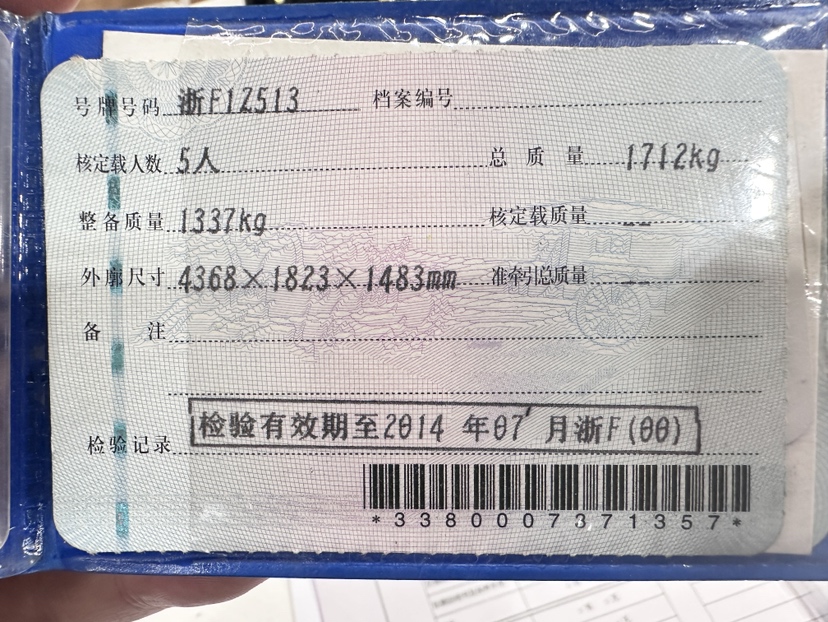 号牌号码 浙F1Z513 档案编号
核定载人数 5人 总质量 1712kg
整备质量 1337kg 核定载质量 --
外廓尺寸 4368×1823×1483mm 准牵引总质量 --
备注
检验记录 检验有效期至2014年07月浙F(00)
*3380007371357*